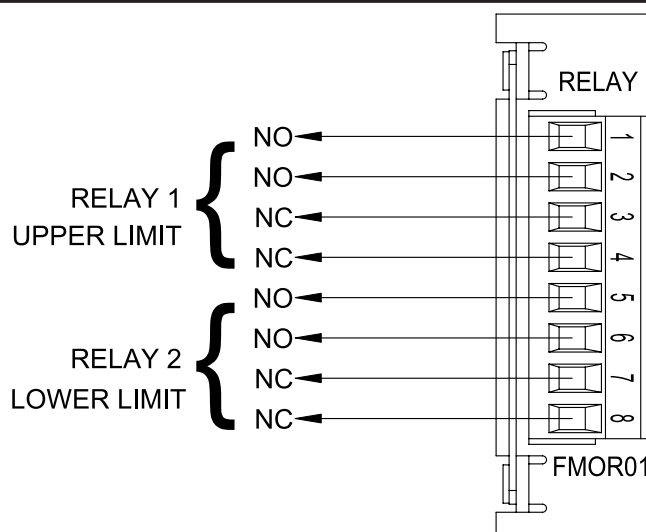 RELAY
NO 1
NO 2
RELAY 1
UPPER LIMIT
NC 3
NC 4
NO 5
NO 6
RELAY 2
LOWER LIMIT
NC 7
NC 8
FMOR01